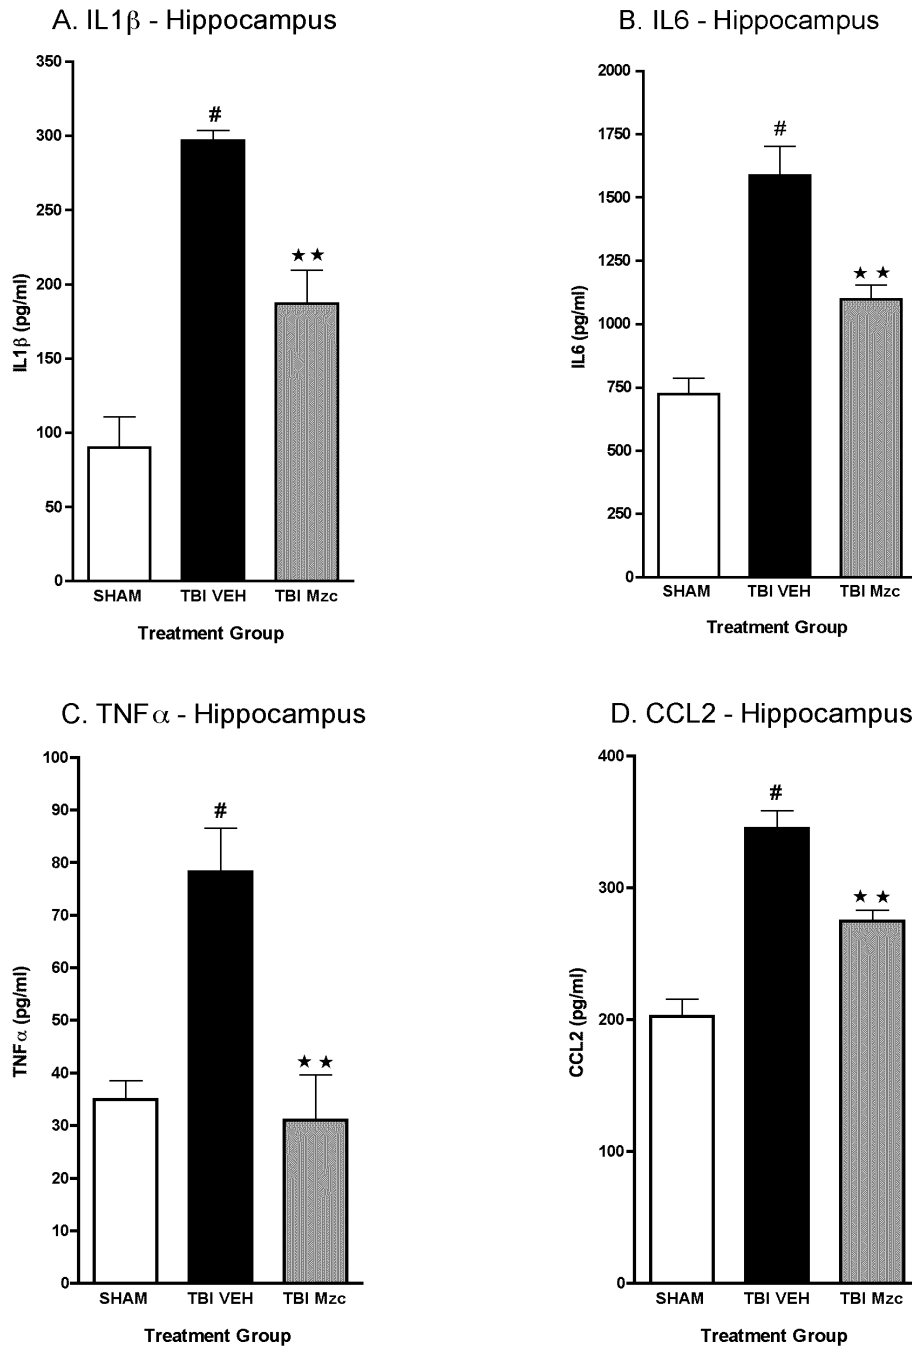 A. IL1β - Hippocampus
350
300
250
200
150
100
50
0
IL1β (pg/ml)
#
★ ★
SHAM TBI VEH TBI Mzc
Treatment Group
B. IL6 - Hippocampus
2000
1750
1500
1250
1000
750
500
250
0
IL6 (pg/ml)
#
★ ★
SHAM TBI VEH TBI Mzc
Treatment Group
C. TNFα - Hippocampus
100
90
80
70
60
50
40
30
20
10
0
TNFα (pg/ml)
#
★ ★
SHAM TBI VEH TBI Mzc
Treatment Group
D. CCL2 - Hippocampus
400
300
200
100
0
CCL2 (pg/ml)
#
★ ★
SHAM TBI VEH TBI Mzc
Treatment Group